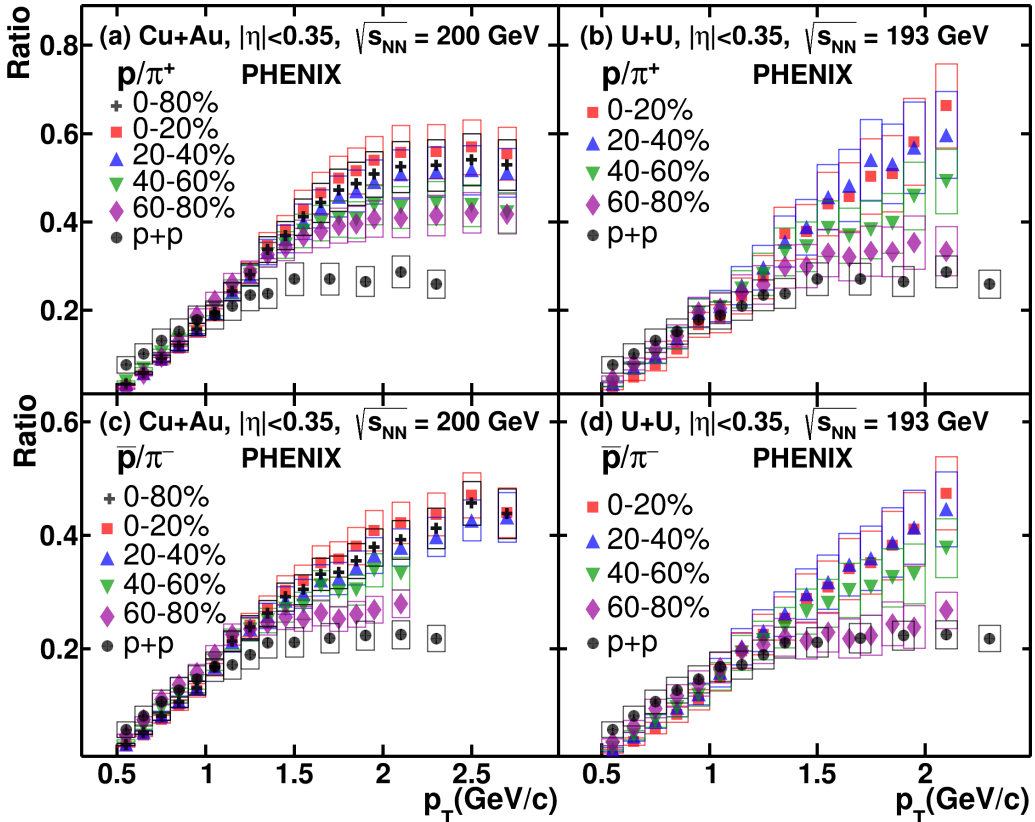 Ratio
0.8
0.6
0.4
0.2
(a) Cu+Au, |η|<0.35, √sNN = 200 GeV
p/π+ PHENIX
0-80%
0-20%
20-40%
40-60%
60-80%
p+p
(b) U+U, |η|<0.35, √sNN = 193 GeV
p/π+ PHENIX
0-20%
20-40%
40-60%
60-80%
p+p
Ratio
0.6
0.4
0.2
(c) Cu+Au, |η|<0.35, √sNN = 200 GeV
p̅/π− PHENIX
0-80%
0-20%
20-40%
40-60%
60-80%
p+p
0.5 1 1.5 2 2.5
pT(GeV/c)
(d) U+U, |η|<0.35, √sNN = 193 GeV
p̅/π− PHENIX
0-20%
20-40%
40-60%
60-80%
p+p
0.5 1 1.5 2
pT(GeV/c)